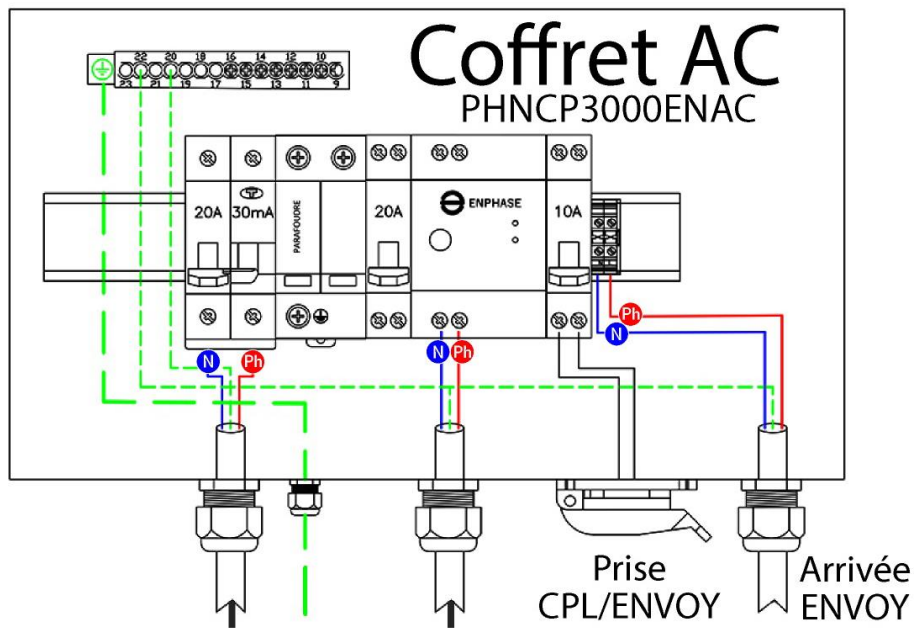 Coffret AC
PHNCP3000ENAC
22 20 18 16 14 12 10
23 21 19 17 15 13 11 9
20A 30mA PARAFOUDRE 20A ENPHASE 10A
Ph
N
N Ph N Ph
Prise
CPL/ENVOY
Arrivée
ENVOY